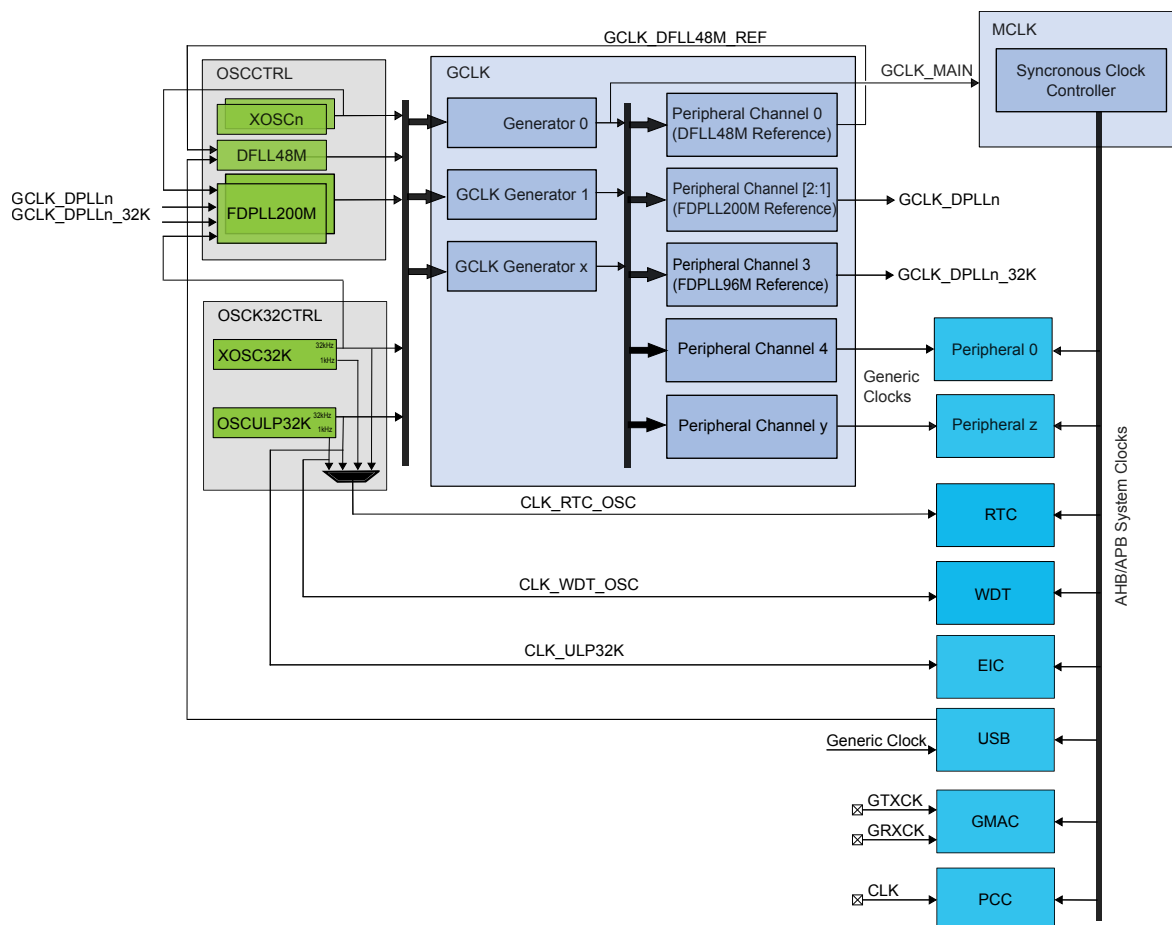 GCLK_DFLL48M_REF
MCLK
OSCCTRL
GCLK
GCLK_MAIN
Syncronous Clock
Controller
XOSCn
Generator 0
Peripheral Channel 0
(DFLL48M Reference)
DFLL48M
GCLK_DPLLn
GCLK_DPLLn_32K
FDPLL200M
GCLK Generator 1
Peripheral Channel [2:1]
(FDPLL200M Reference)
GCLK_DPLLn
GCLK Generator x
Peripheral Channel 3
(FDPLL96M Reference)
GCLK_DPLLn_32K
OSCK32CTRL
XOSC32K
32kHz
1kHz
Peripheral Channel 4
Peripheral 0
Generic
Clocks
OSCULP32K
32kHz
1kHz
Peripheral Channel y
Peripheral z
CLK_RTC_OSC
RTC
AHB/APB System Clocks
CLK_WDT_OSC
WDT
CLK_ULP32K
EIC
Generic Clock
USB
GTXCK
GRXCK
GMAC
CLK
PCC